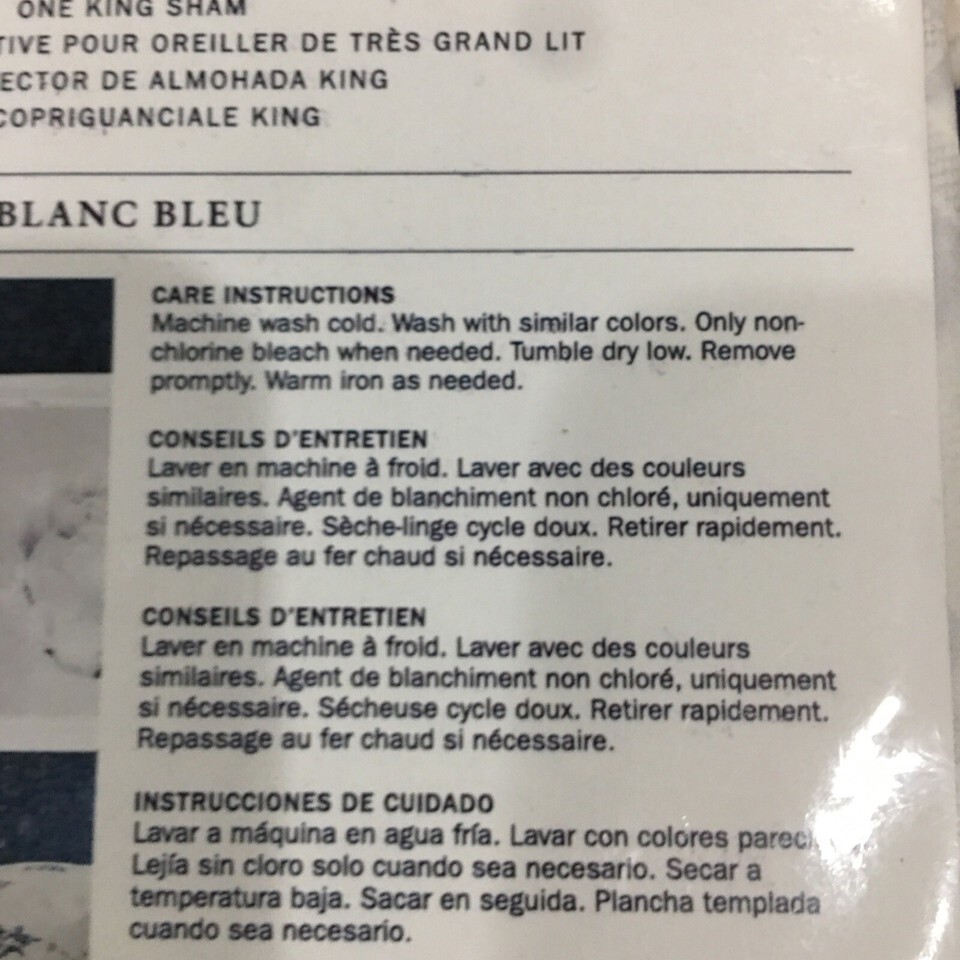 ONE KING SHAM
POUR OREILLER DE TRÈS GRAND LIT
DE ALMOHADA KING
COPRIGUANCIALE KING
BLANC BLEU
CARE INSTRUCTIONS
Machine wash cold. Wash with similar colors. Only non-
chlorine bleach when needed. Tumble dry low. Remove
promptly. Warm iron as needed.
CONSEILS D'ENTRETIEN
Laver en machine à froid. Laver avec des couleurs
similaires. Agent de blanchiment non chloré, uniquement
si nécessaire. Sèche-linge cycle doux. Retirer rapidement.
Repassage au fer chaud si nécessaire.
CONSEILS D'ENTRETIEN
Laver en machine à froid. Laver avec des couleurs
similaires. Agent de blanchiment non chloré, uniquement
si nécessaire. Sécheuse cycle doux. Retirer rapidement.
Repassage au fer chaud si nécessaire.
INSTRUCCIONES DE CUIDADO
Lavar a máquina en agua fría. Lavar con colores
Lejía sin cloro solo cuando sea necesario. Secar a
temperatura baja. Sacar en seguida. Plancha templada
cuando sea necesario.